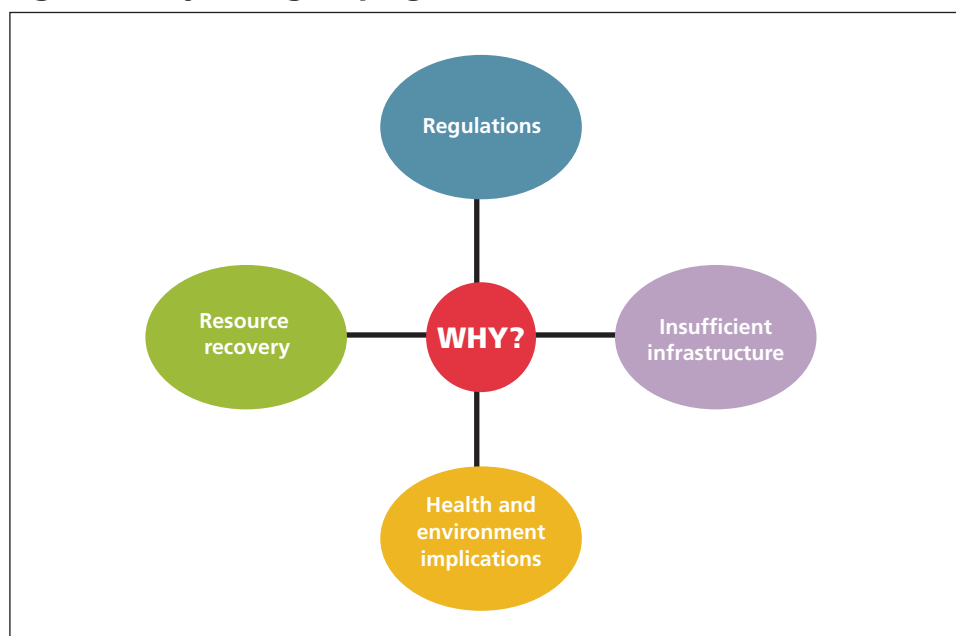 Regulations
Resource
recovery
WHY?
Insufficient
infrastructure
Health and
environment
implications